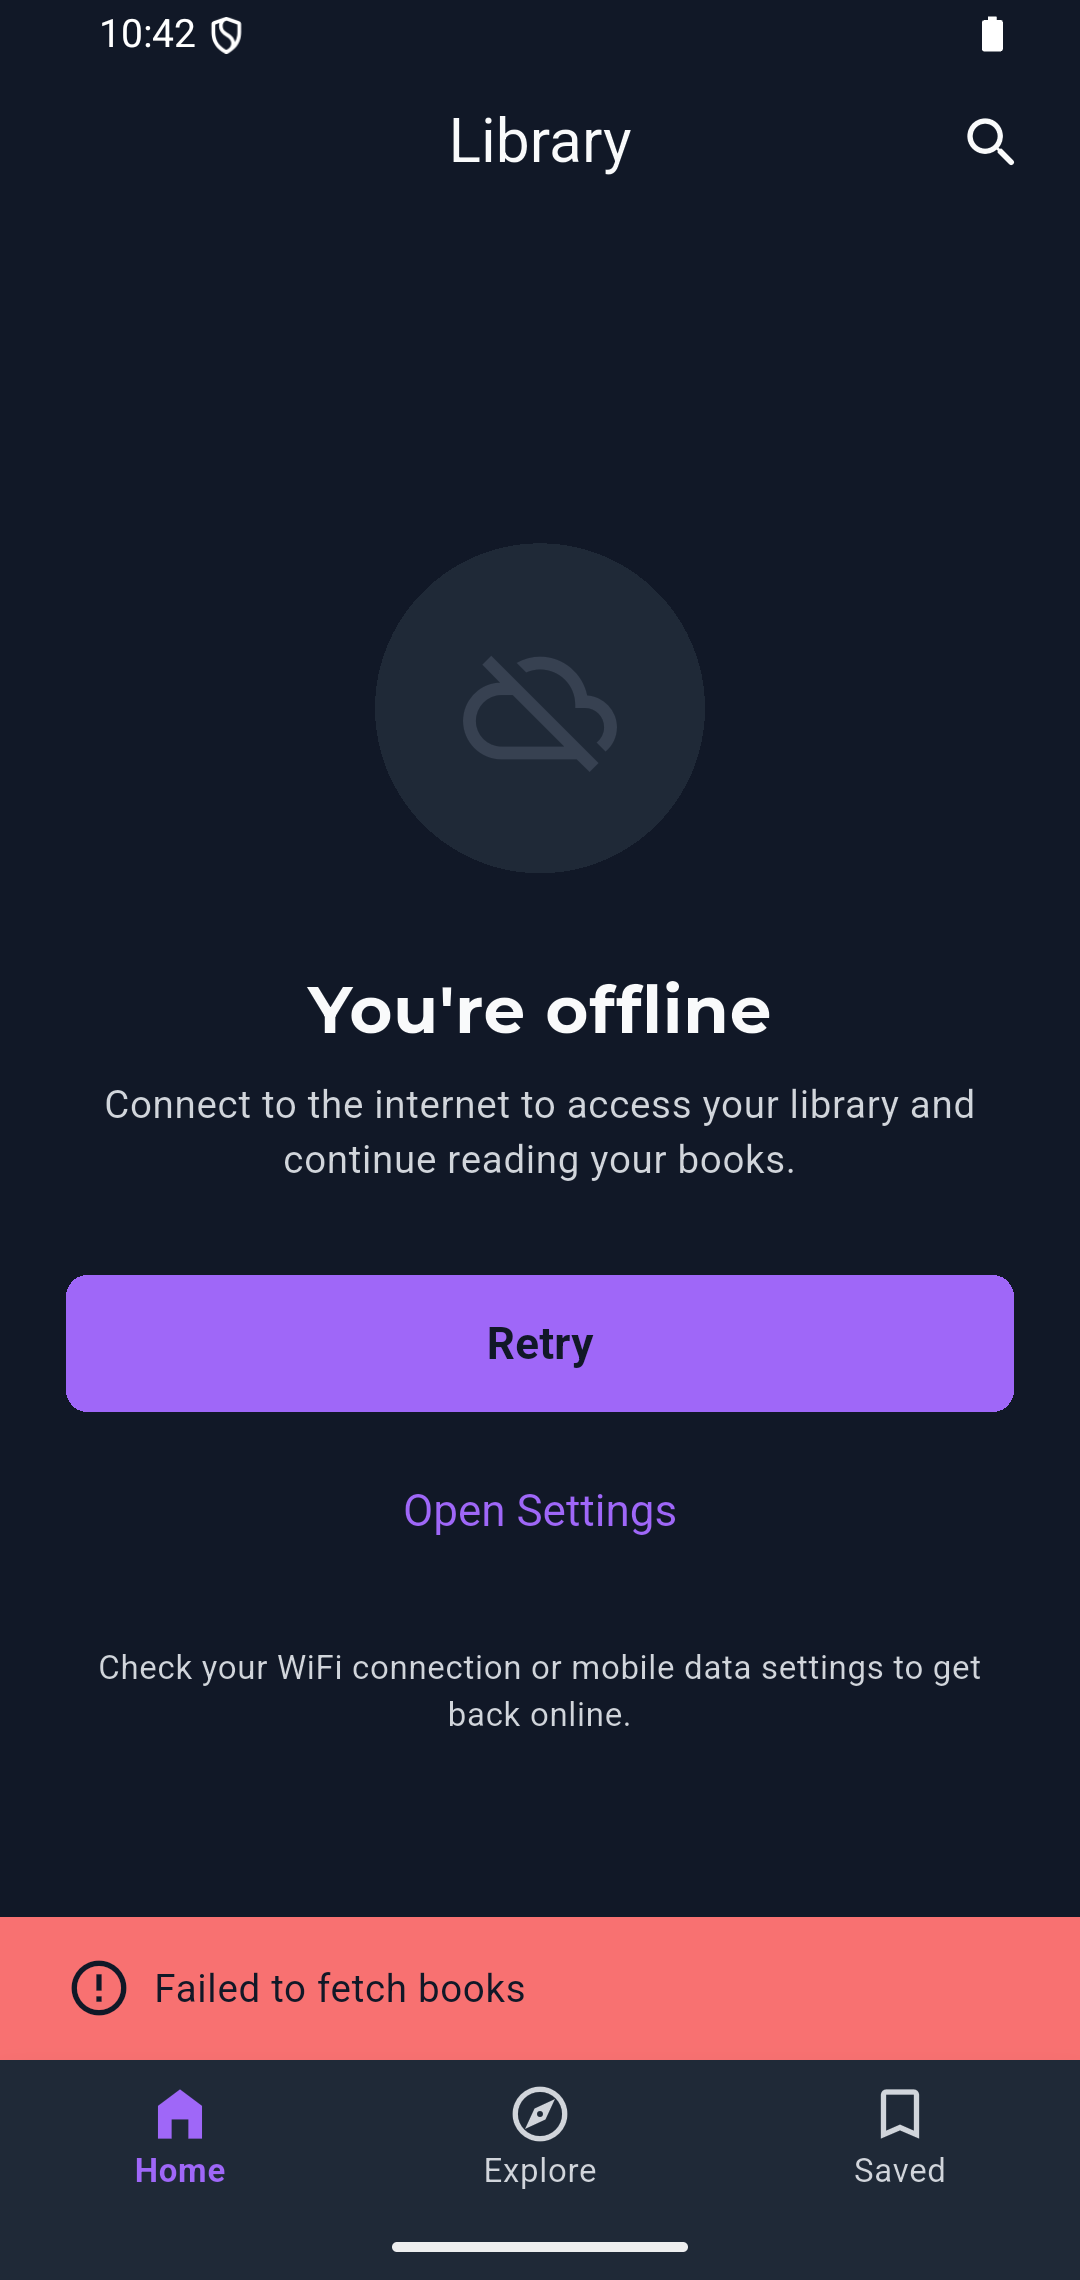 10:42
Library
You're offline
Connect to the internet to access your library and
continue reading your books.
Retry
Open Settings
Check your WiFi connection or mobile data settings to get
back online.
Failed to fetch books
Home
Explore
Saved